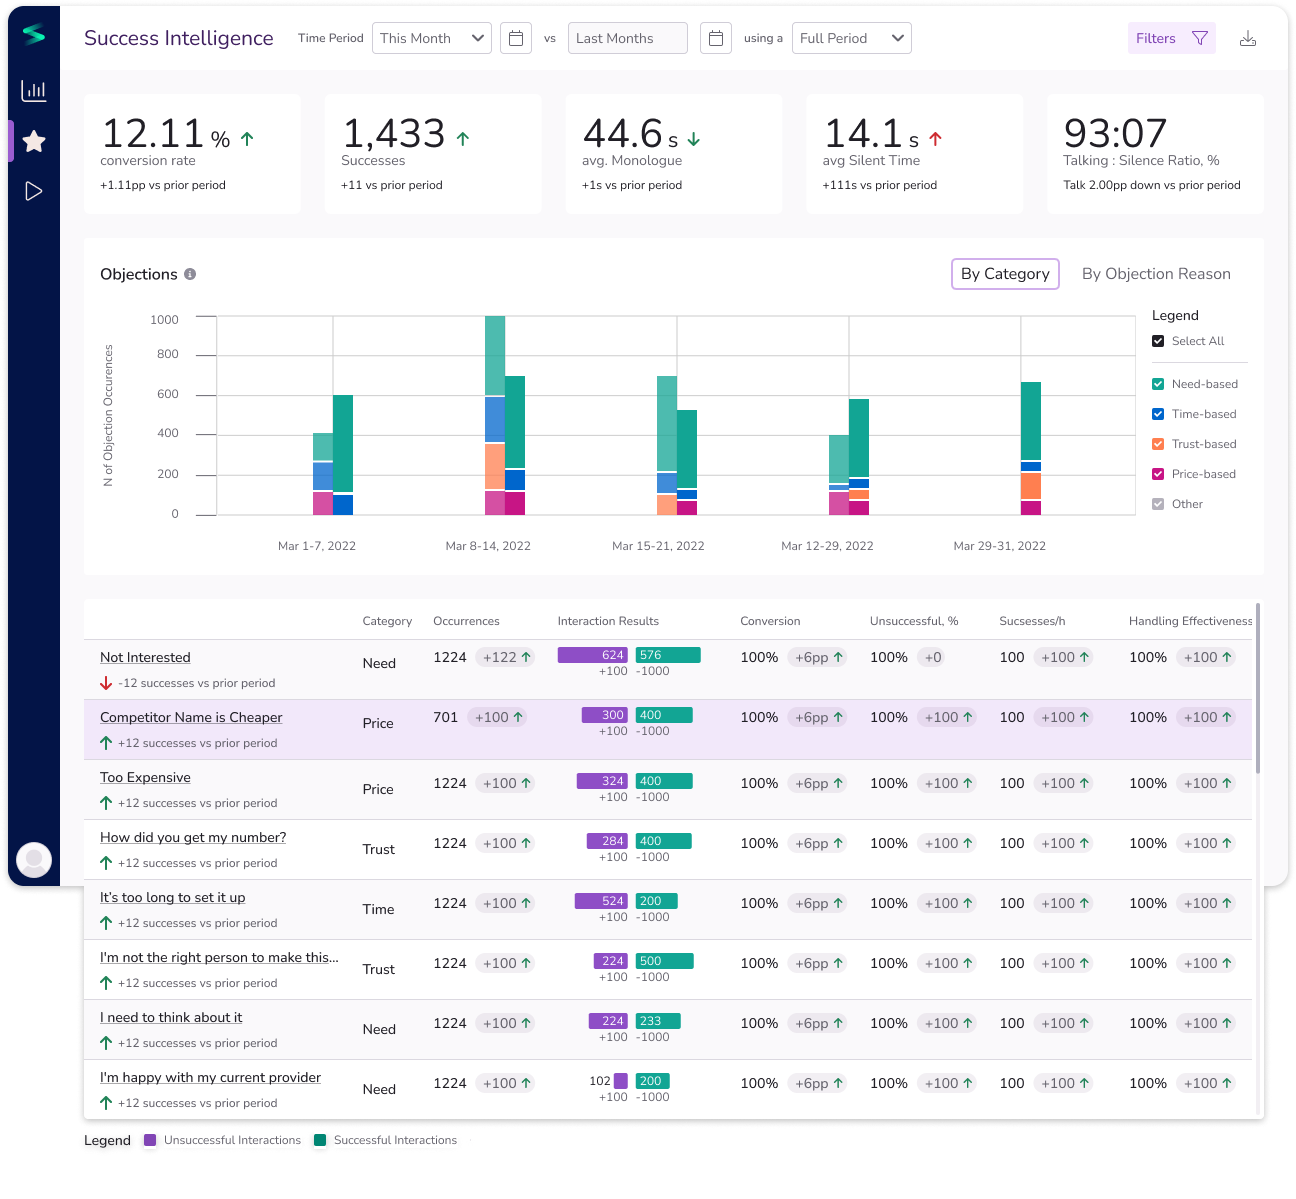 Success Intelligence Time Period This Month vs Last Months using a Full Period Filters
12.11 % 1,433 44.6 s 14.1 s 93:07
conversion rate Successes avg. Monologue avg Silent Time Talking : Silence Ratio, %
+1.11pp vs prior period +11 vs prior period +1s vs prior period +111s vs prior period Talk 2.00pp down vs prior period
Objections By Category By Objection Reason
Legend
Select All
Need-based
Time-based
Trust-based
Price-based
Other
N of Objection Occurences
1000
800
600
400
200
0
Mar 1-7, 2022 Mar 8-14, 2022 Mar 15-21, 2022 Mar 12-29, 2022 Mar 29-31, 2022
Category Occurrences Interaction Results Conversion Unsuccessful, % Sucsesses/h Handling Effectiveness
Not Interested Need 1224 +122 624 576 100% +6pp 100% +0 100 +100 100% +100
-12 successes vs prior period +100 -1000
Competitor Name is Cheaper Price 701 +100 300 400 100% +6pp 100% +100 100 +100 100% +100
+12 successes vs prior period +100 -1000
Too Expensive Price 1224 +100 324 400 100% +6pp 100% +100 100 +100 100% +100
+12 successes vs prior period +100 -1000
How did you get my number? Trust 1224 +100 284 400 100% +6pp 100% +100 100 +100 100% +100
+12 successes vs prior period +100 -1000
It's too long to set it up Time 1224 +100 524 200 100% +6pp 100% +100 100 +100 100% +100
+12 successes vs prior period +100 -1000
I'm not the right person to make this... Trust 1224 +100 224 500 100% +6pp 100% +100 100 +100 100% +100
+12 successes vs prior period +100 -1000
I need to think about it Need 1224 +100 224 233 100% +6pp 100% +100 100 +100 100% +100
+12 successes vs prior period +100 -1000
I'm happy with my current provider Need 1224 +100 102 200 100% +6pp 100% +100 100 +100 100% +100
+12 successes vs prior period +100 -1000
Legend Unsuccessful Interactions Successful Interactions